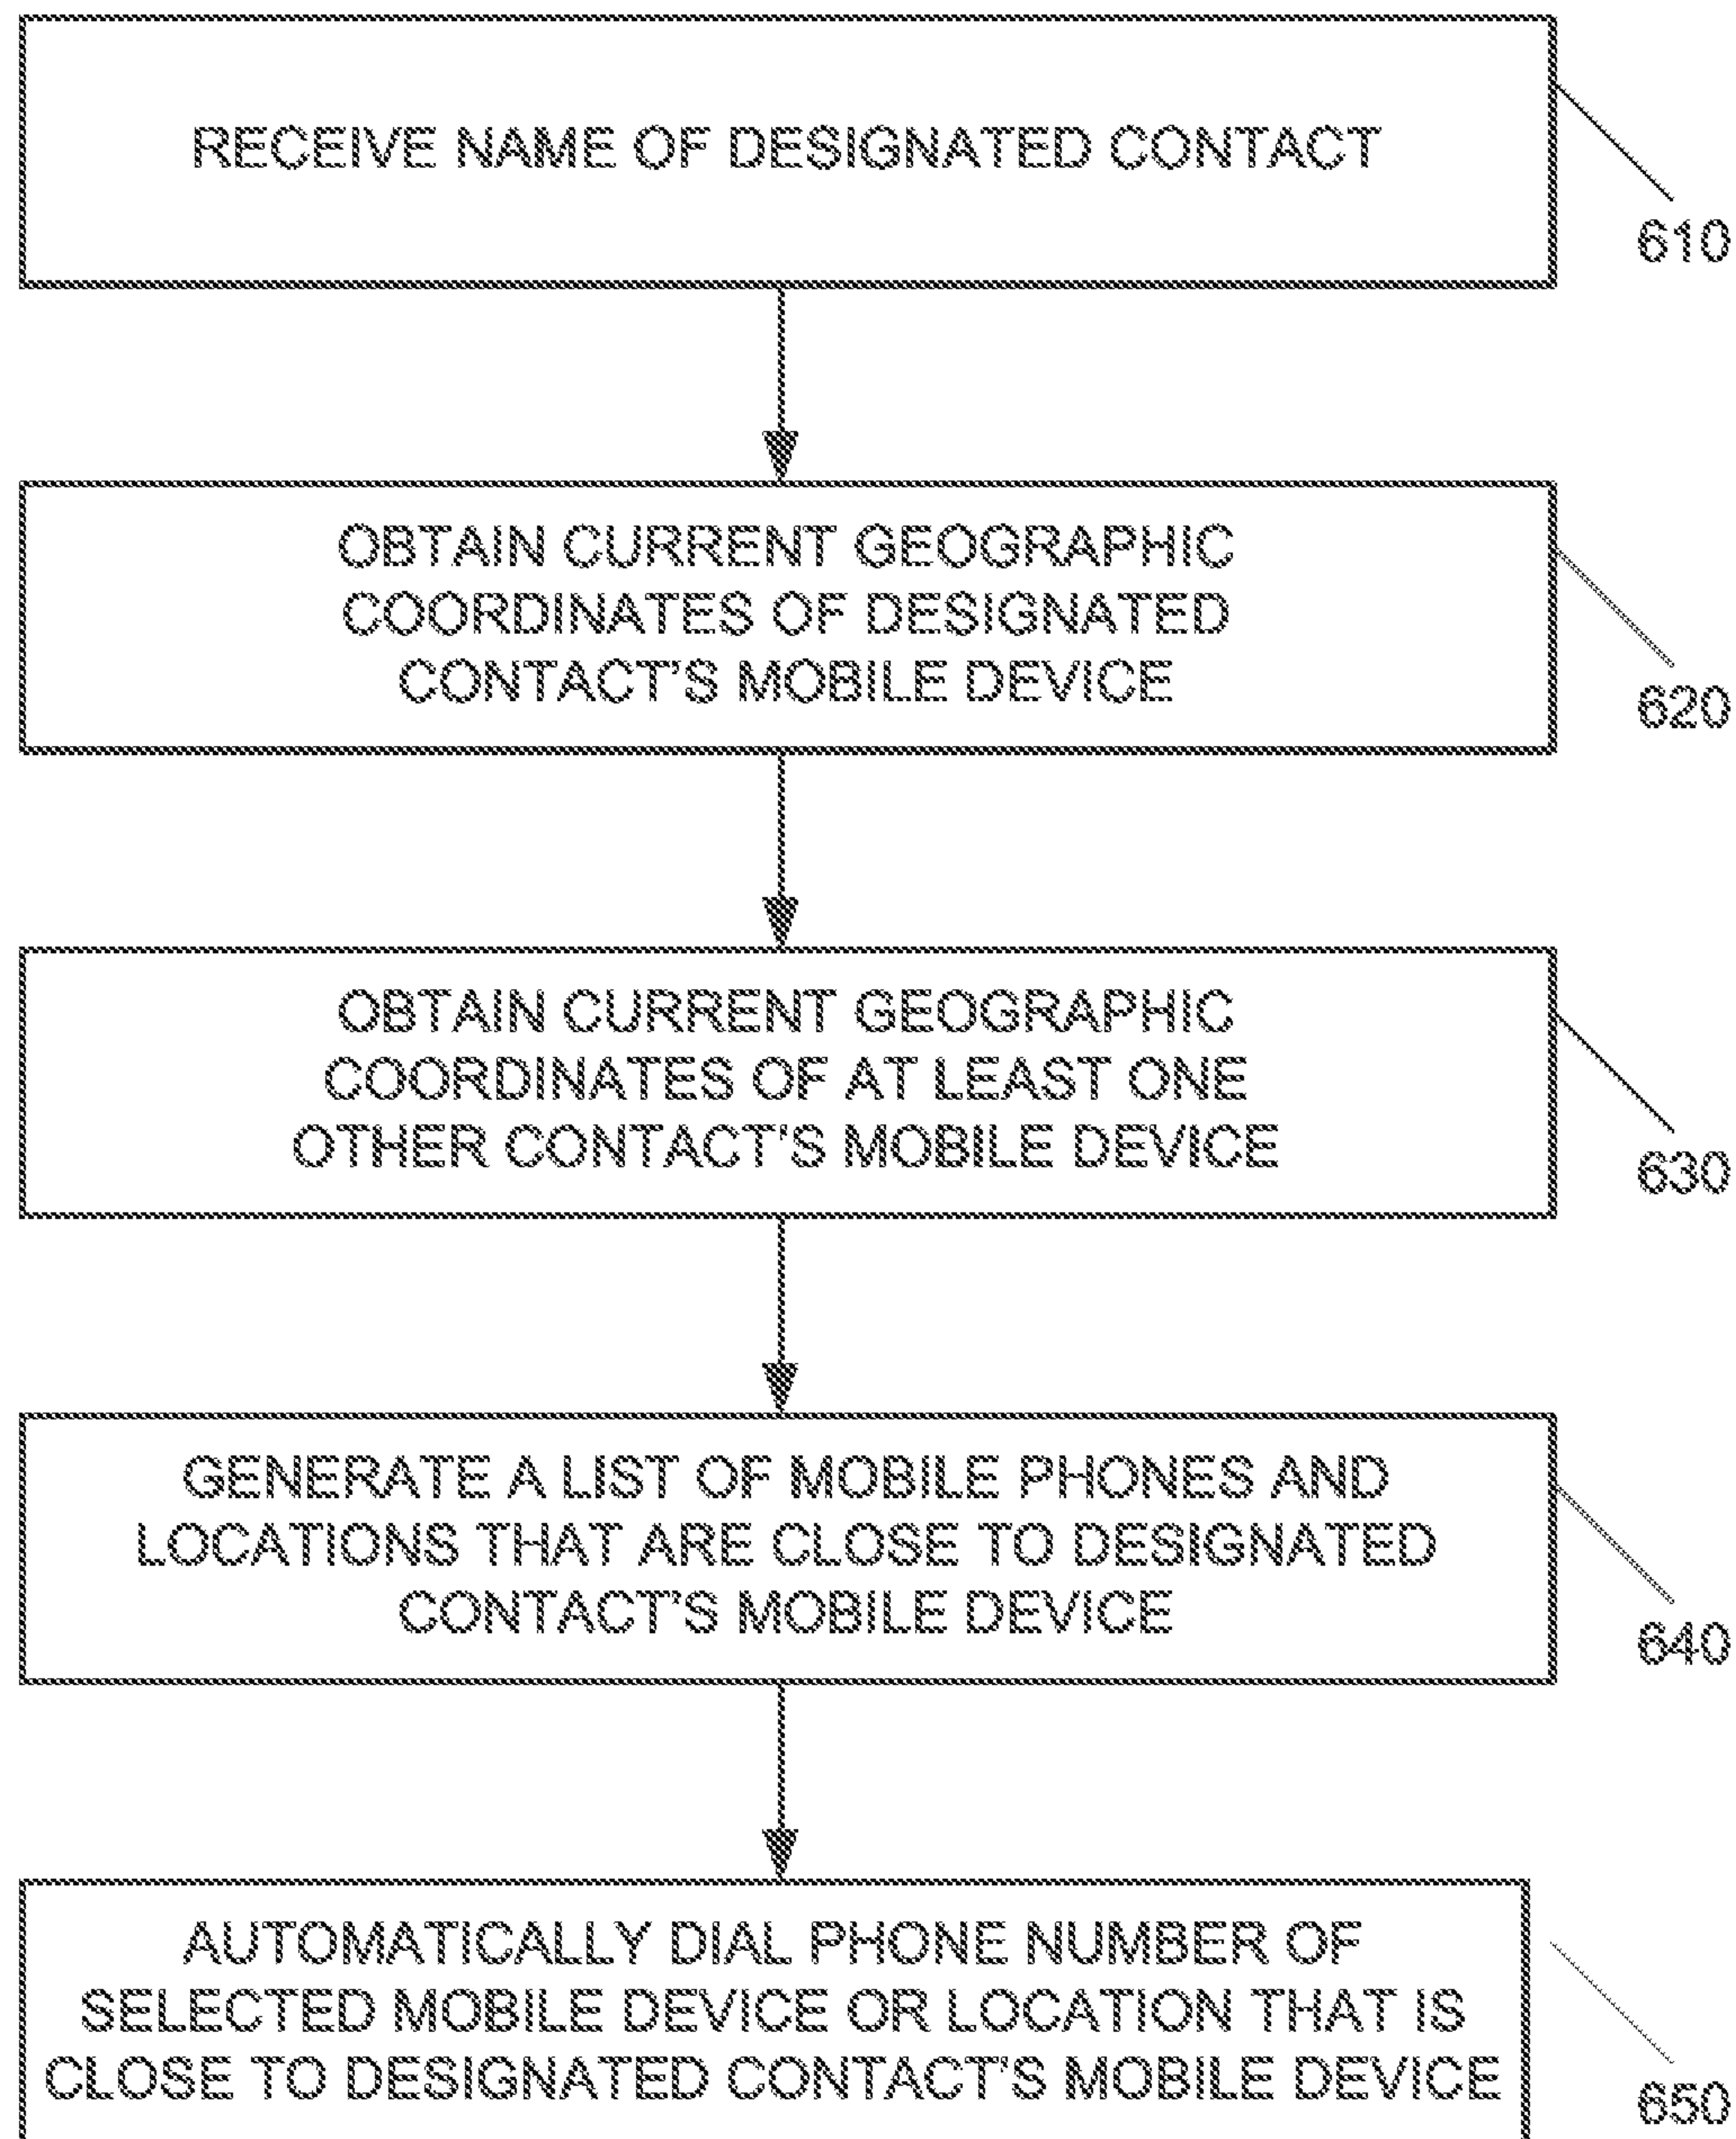 RECEIVE NAME OF DESIGNATED CONTACT
610
OBTAIN CURRENT GEOGRAPHIC
COORDINATES OF DESIGNATED
CONTACT'S MOBILE DEVICE
620
OBTAIN CURRENT GEOGRAPHIC
COORDINATES OF AT LEAST ONE
OTHER CONTACT'S MOBILE DEVICE
630
GENERATE A LIST OF MOBILE PHONES AND
LOCATIONS THAT ARE CLOSE TO DESIGNATED
CONTACT'S MOBILE DEVICE
640
AUTOMATICALLY DIAL PHONE NUMBER OF
SELECTED MOBILE DEVICE OR LOCATION THAT IS
CLOSE TO DESIGNATED CONTACT'S MOBILE DEVICE
650